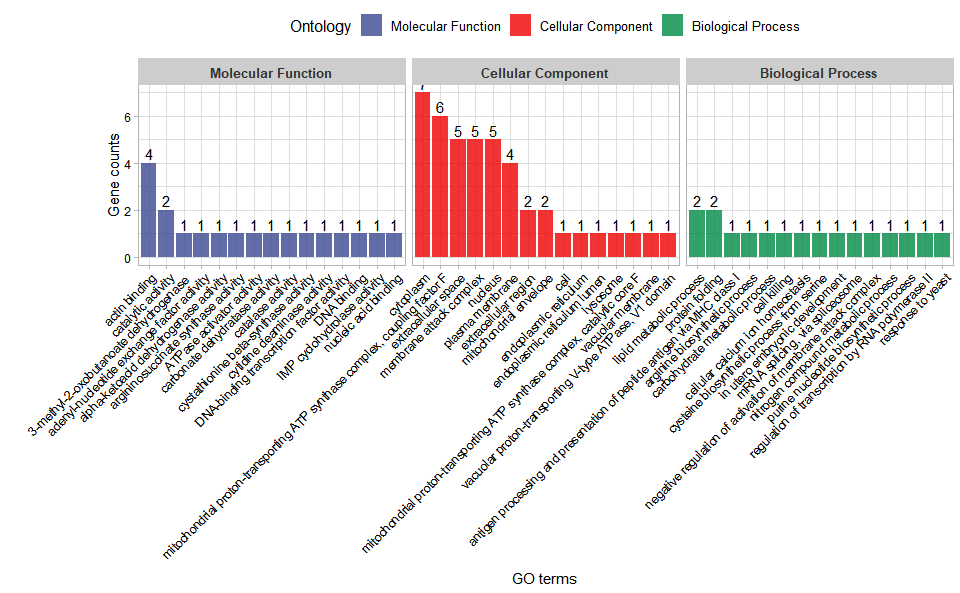 Ontology Molecular Function Cellular Component Biological Process
Molecular Function Cellular Component Biological Process
Gene counts
6
4
2
0
4 2 1 1 1 1 1 1 1 1 1 1 1 1 1
7 6 5 5 5 4 2 2 1 1 1 1 1 1 1
2 2 1 1 1 1 1 1 1 1 1 1 1 1 1
actin binding
catalytic activity
3-methyl-2-oxobutanoate dehydrogenase
adenyl-nucleotide exchange factor activity
alpha-ketoacid dehydrogenase activity
argininosuccinate synthase activity
ATPase activator activity
carbonate dehydratase activity
catalase activity
cystathionine beta-synthase activity
cytidine deaminase activity
DNA-binding transcription factor activity
DNA binding
IMP cyclohydrolase activity
nucleic acid binding
cytoplasm
mitochondrial proton-transporting ATP synthase complex, coupling factor F
extracellular space
membrane attack complex
nucleus
plasma membrane
extracellular region
mitochondrial envelope
cell
endoplasmic reticulum
endoplasmic reticulum lumen
lysosome
mitochondrial proton-transporting ATP synthase complex, catalytic core F
vacuolar membrane
vacuolar proton-transporting V-type ATPase, V1 domain
lipid metabolic process
protein folding
antigen processing and presentation of peptide antigen via MHC class I
arginine biosynthetic process
carbohydrate metabolic process
cell killing
cellular calcium ion homeostasis
cysteine biosynthetic process from serine
in utero embryonic development
mRNA splicing, via spliceosome
negative regulation of activation of membrane attack complex
nitrogen compound metabolic process
purine nucleotide biosynthetic process
regulation of transcription by RNA polymerase II
response to yeast
GO terms